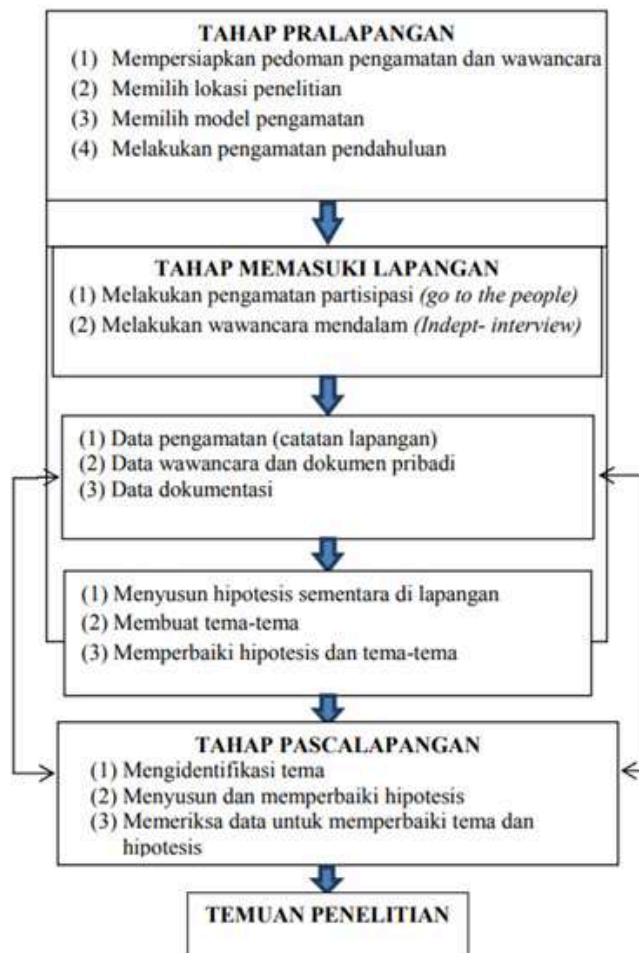 TAHAP PRALAPANGAN
(1) Mempersiapkan pedoman pengamatan dan wawancara
(2) Memilih lokasi penelitian
(3) Memilih model pengamatan
(4) Melakukan pengamatan pendahuluan
TAHAP MEMASUKI LAPANGAN
(1) Melakukan pengamatan partisipasi (go to the people)
(2) Melakukan wawancara mendalam (Indept- interview)
(1) Data pengamatan (catatan lapangan)
(2) Data wawancara dan dokumen pribadi
(3) Data dokumentasi
(1) Menyusun hipotesis sementara di lapangan
(2) Membuat tema-tema
(3) Memperbaiki hipotesis dan tema-tema
TAHAP PASCALAPANGAN
(1) Mengidentifikasi tema
(2) Menyusun dan memperbaiki hipotesis
(3) Memeriksa data untuk memperbaiki tema dan
hipotesis
TEMUAN PENELITIAN